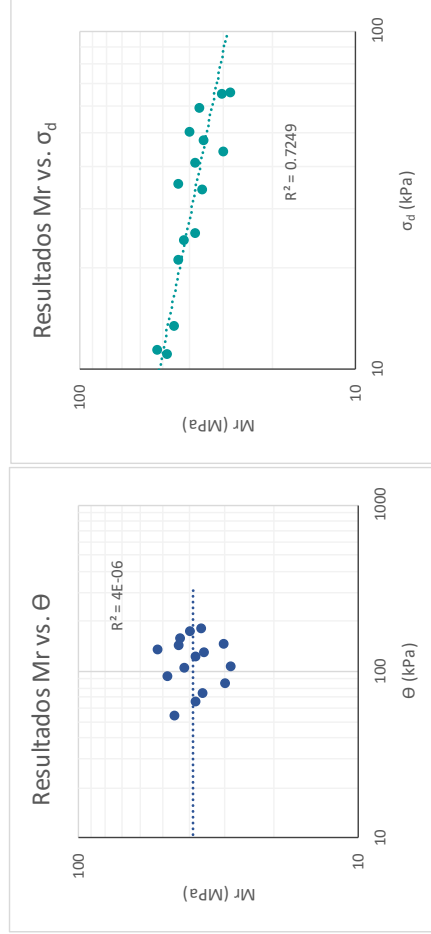 Resultados Mr vs. Θ
R² = 4E-06
100
10
10
100
1000
Mr (MPa)
Θ (kPa)
Resultados Mr vs. σd
R² = 0.7249
100
10
10
100
Mr (MPa)
σd (kPa)